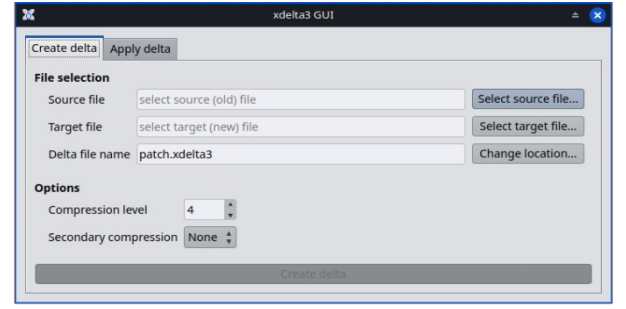 xdelta3 GUI
Create delta Apply delta
File selection
Source file select source (old) file Select source file...
Target file select target (new) file Select target file...
Delta file name patch.xdelta3 Change location...
Options
Compression level 4
Secondary compression None
Create delta